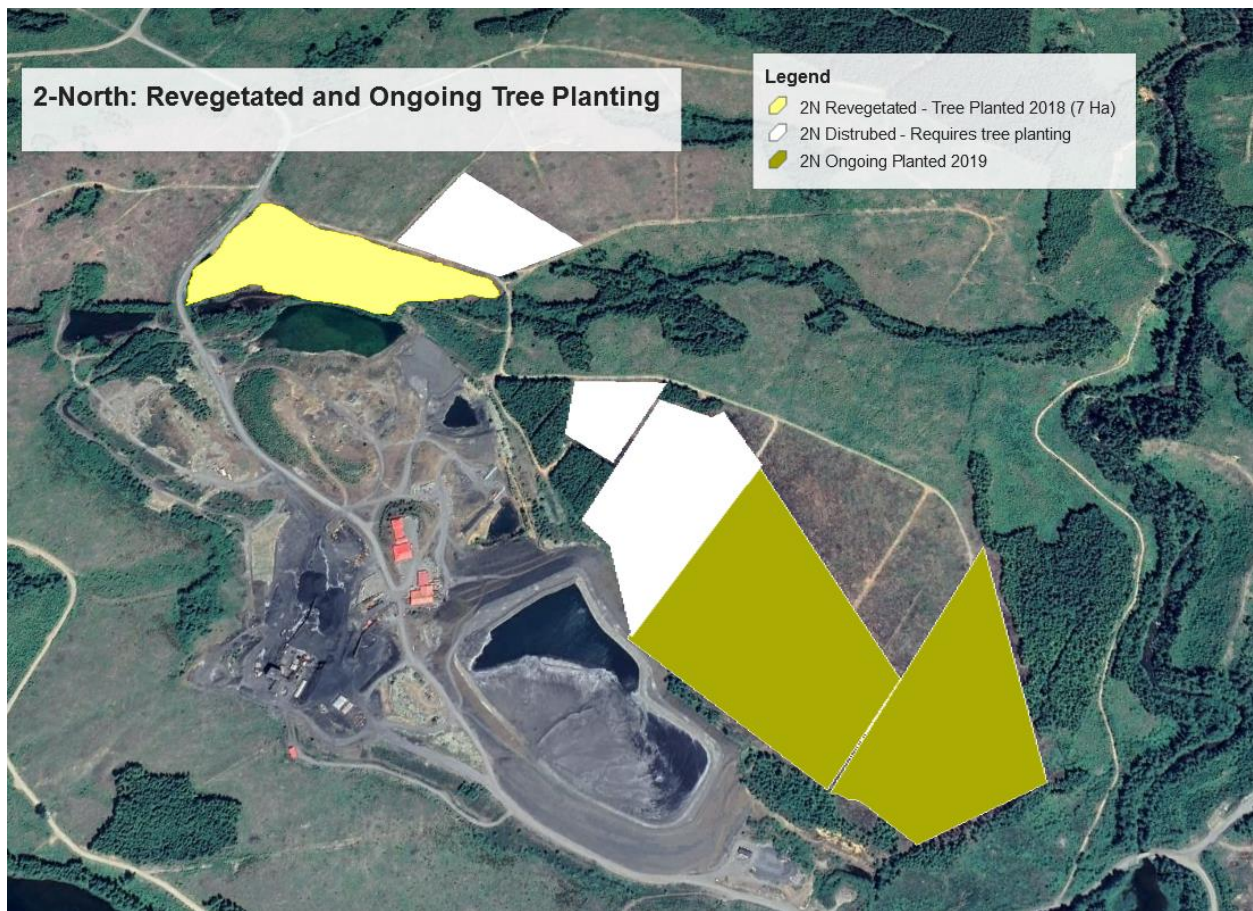 2-North: Revegetated and Ongoing Tree Planting
Legend
2N Revegetated - Tree Planted 2018 (7 Ha)
2N Distrubed - Requires tree planting
2N Ongoing Planted 2019